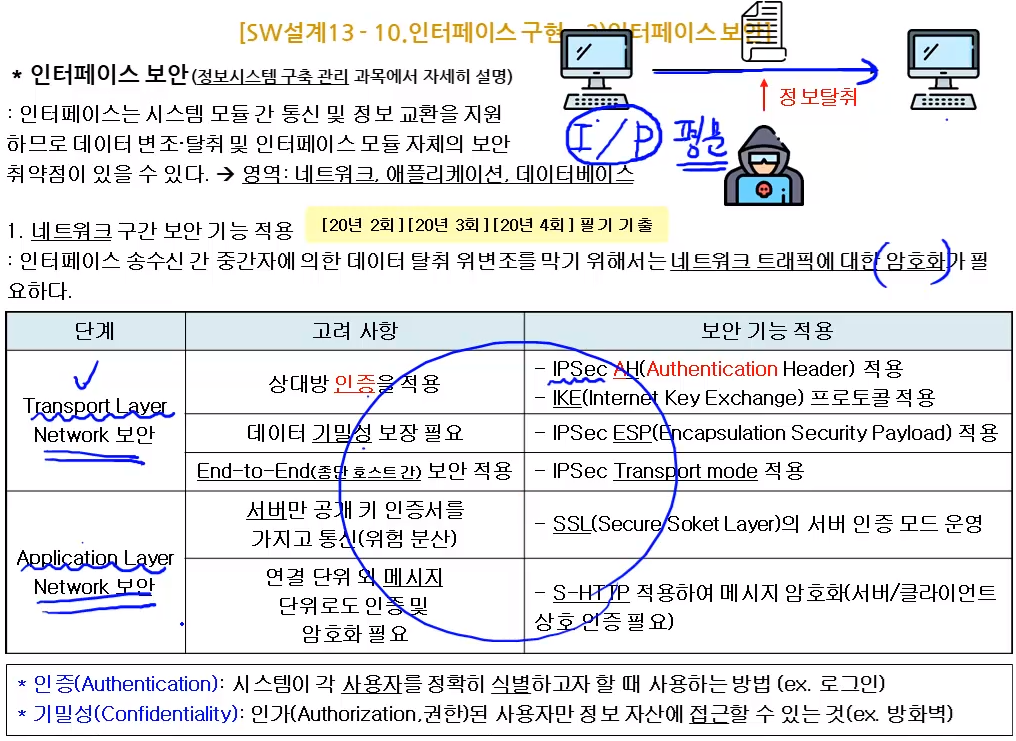 [SW설계13 - 10.인터페이스 구현 - 2)인터페이스 보안]
* 인터페이스 보안(정보시스템 구축 관리 과목에서 자세히 설명)
정보탈취
: 인터페이스는 시스템 모듈 간 통신 및 정보 교환을 지원
하므로 데이터 변조·탈취 및 인터페이스 모듈 자체의 보안
취약점이 있을 수 있다. → 영역: 네트워크, 애플리케이션, 데이터베이스
I/P 평문
1. 네트워크 구간 보안 기능 적용 [20년 2회][20년 3회][20년 4회] 필기 기출
: 인터페이스 송수신 간 중간자에 의한 데이터 탈취 위변조를 막기 위해서는 네트워크 트래픽에 대한 암호화가 필
요하다.
단계 고려 사항 보안 기능 적용
Transport Layer
Network 보안
상대방 인증을 적용
- IPSec AH(Authentication Header) 적용
- IKE(Internet Key Exchange) 프로토콜 적용
데이터 기밀성 보장 필요
- IPSec ESP(Encapsulation Security Payload) 적용
End-to-End(종단 호스트 간) 보안 적용
- IPSec Transport mode 적용
Application Layer
Network 보안
서버만 공개 키 인증서를
가지고 통신(위험 분산)
- SSL(Secure Soket Layer)의 서버 인증 모드 운영
연결 단위 외 메시지
단위로도 인증 및
암호화 필요
- S-HTTP 적용하여 메시지 암호화(서버/클라이언트
상호 인증 필요)
* 인증(Authentication): 시스템이 각 사용자를 정확히 식별하고자 할 때 사용하는 방법 (ex. 로그인)
* 기밀성(Confidentiality): 인가(Authorization,권한)된 사용자만 정보 자산에 접근할 수 있는 것(ex. 방화벽)